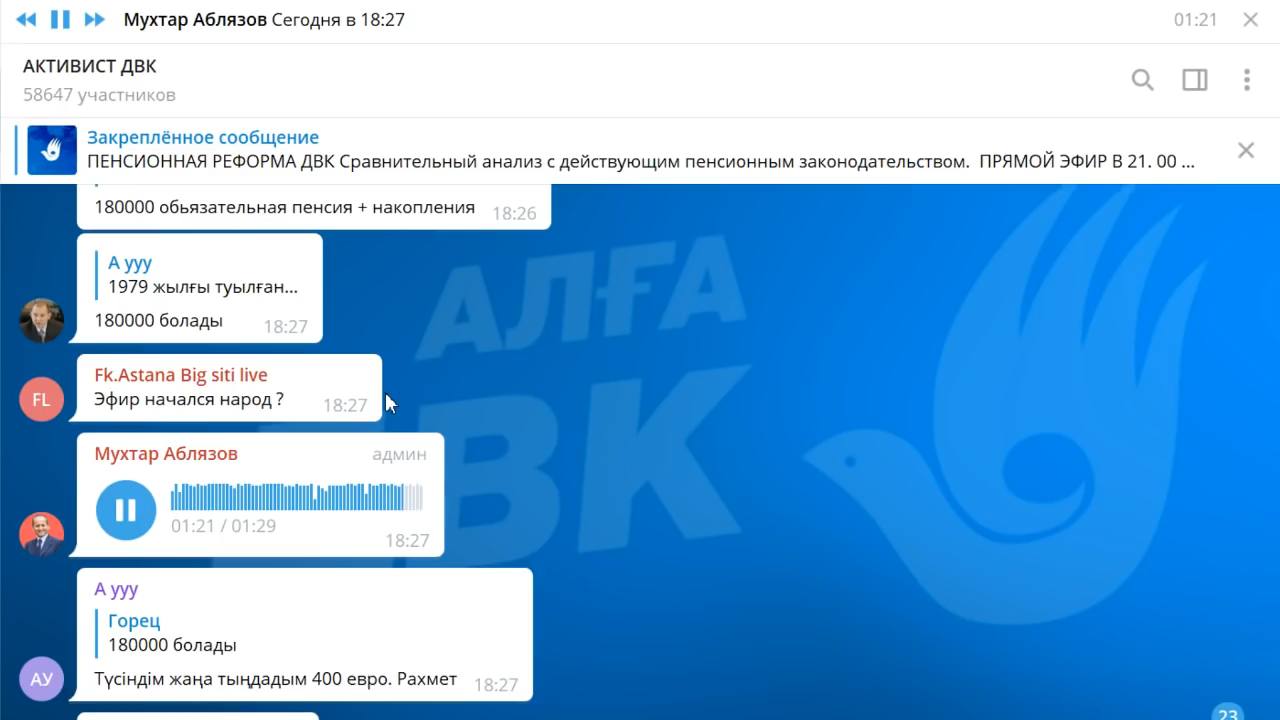 Мухтар Аблязов Сегодня в 18:27
01:21
АКТИВИСТ ДВК
58647 участников
Закреплённое сообщение
ПЕНСИОННАЯ РЕФОРМА ДВК Сравнительный анализ с действующим пенсионным законодательством. ПРЯМОЙ ЭФИР В 21. 00 ...
180000 обьязательная пенсия + накопления
18:26
А ууу
1979 жылғы туылған...
180000 болады
18:27
FL
Fk.Astana Big siti live
Эфир начался народ ?
18:27
Мухтар Аблязов
админ
01:21 / 01:29
18:27
А ууу
Горец
180000 болады
АУ
Түсіндім жаңа тыңдадым 400 евро. Рахмет
18:27
АЛҒА
ДВК
23